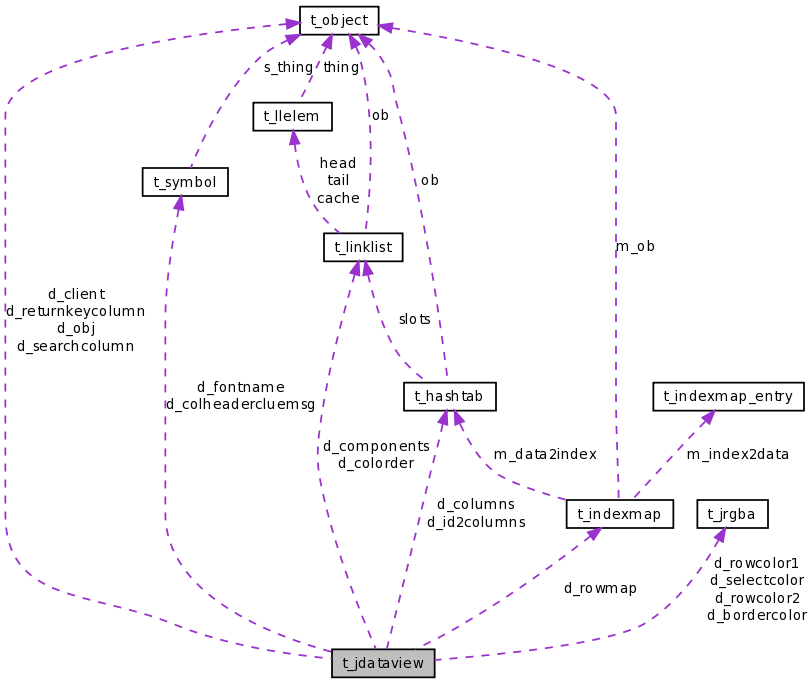 t_object
s_thing
thing
t_llelem
ob
head
tail
cache
t_symbol
ob
t_linklist
m_ob
d_client
d_returnkeycolumn
d_obj
d_searchcolumn
slots
d_fontname
d_colheadercluemsg
t_hashtab
t_indexmap_entry
d_components
d_colorder
m_data2index
m_index2data
d_columns
d_id2columns
t_indexmap
t_jrgba
d_rowmap
d_rowcolor1
d_selectcolor
d_rowcolor2
d_bordercolor
t_jdataview